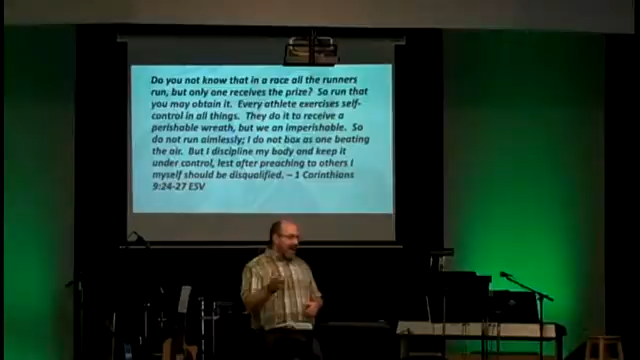 Do you not know that in a race all the runners
run, but only one receives the prize?  So run that
you may obtain it.  Every athlete exercises self-
control in all things.  They do it to receive a
perishable wreath, but we an imperishable.  So
do not run aimlessly; I do not box as one beating
the air.  But I discipline my body and keep it
under control, lest after preaching to others I
myself should be disqualified. – 1 Corinthians
9:24-27 ESV